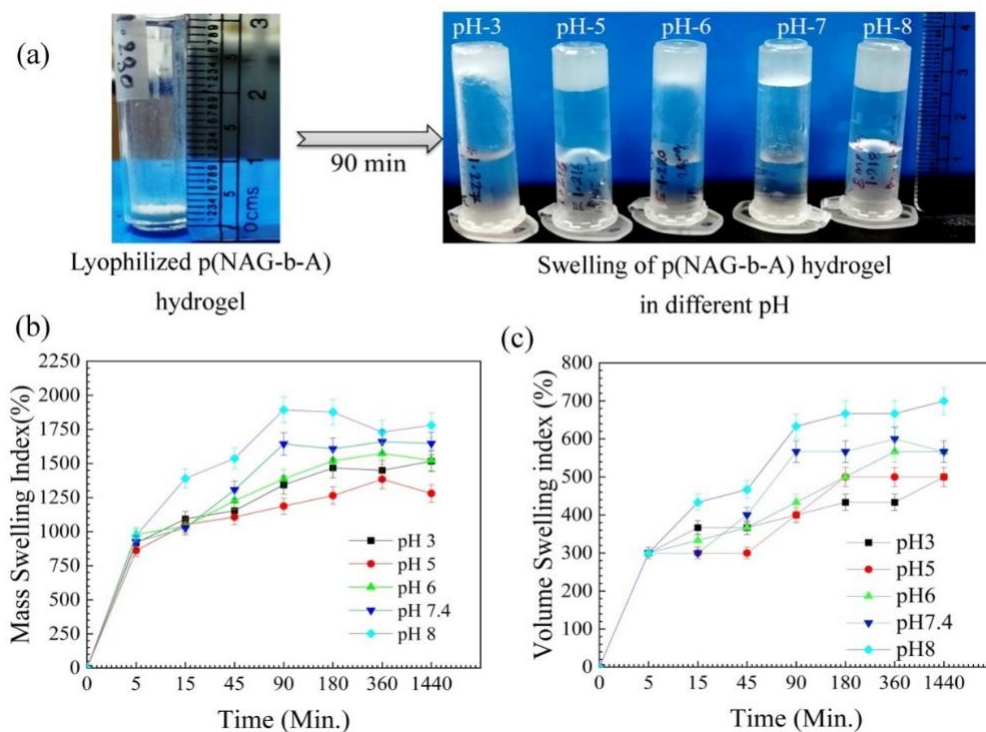 (a)
pH-3 pH-5 pH-6 pH-7 pH-8
90 min
Lyophilized p(NAG-b-A)
hydrogel
Swelling of p(NAG-b-A) hydrogel
in different pH
(b)
Mass Swelling Index(%)
2250
2000
1750
1500
1250
1000
750
500
250
0
pH 3
pH 5
pH 6
pH 7.4
pH 8
0 5 15 45 90 180 360 1440
Time (Min.)
(c)
Volume Swelling index (%)
800
700
600
500
400
300
200
100
0
pH3
pH5
pH6
pH7.4
pH8
0 5 15 45 90 180 360 1440
Time (Min.)